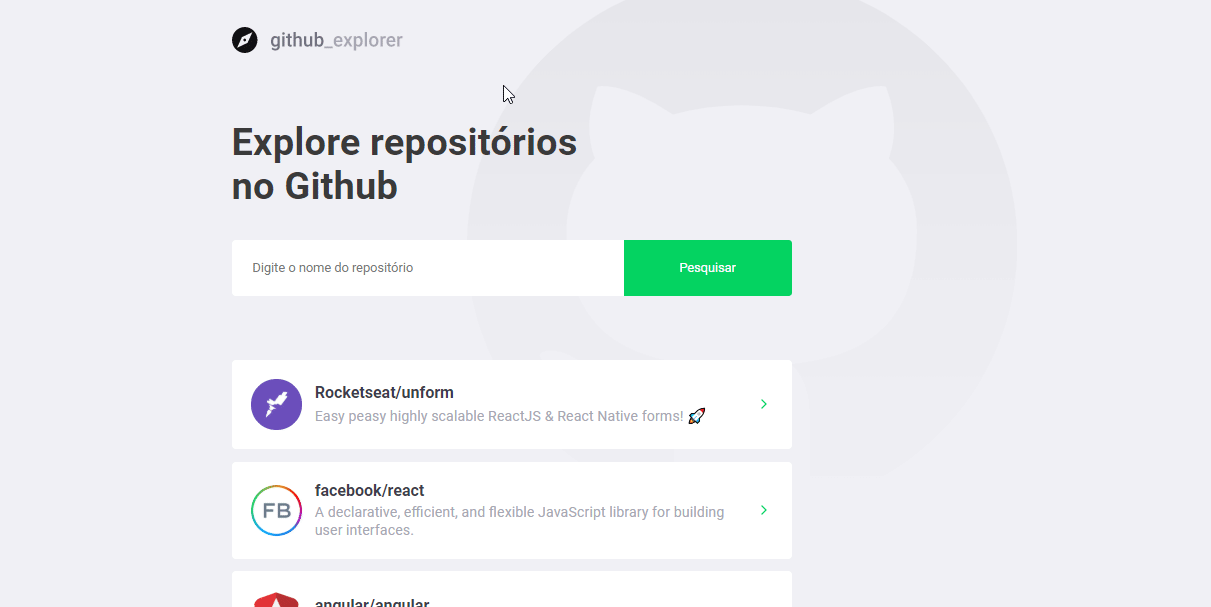 github_explorer
Explore repositórios
no Github
Digite o nome do repositório
Pesquisar
Rocketseat/unform
Easy peasy highly scalable ReactJS & React Native forms! 🚀
FB
facebook/react
A declarative, efficient, and flexible JavaScript library for building
user interfaces.
angular/angular